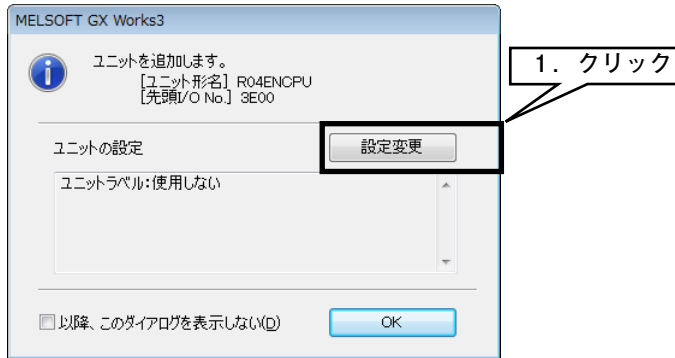 MELSOFT GX Works3
ユニットを追加します。
[ユニット形名] R04ENCPU
[先頭I/O No.] 3E00
1．クリック
ユニットの設定
設定変更
ユニットラベル:使用しない
以降、このダイアログを表示しない(D)
OK